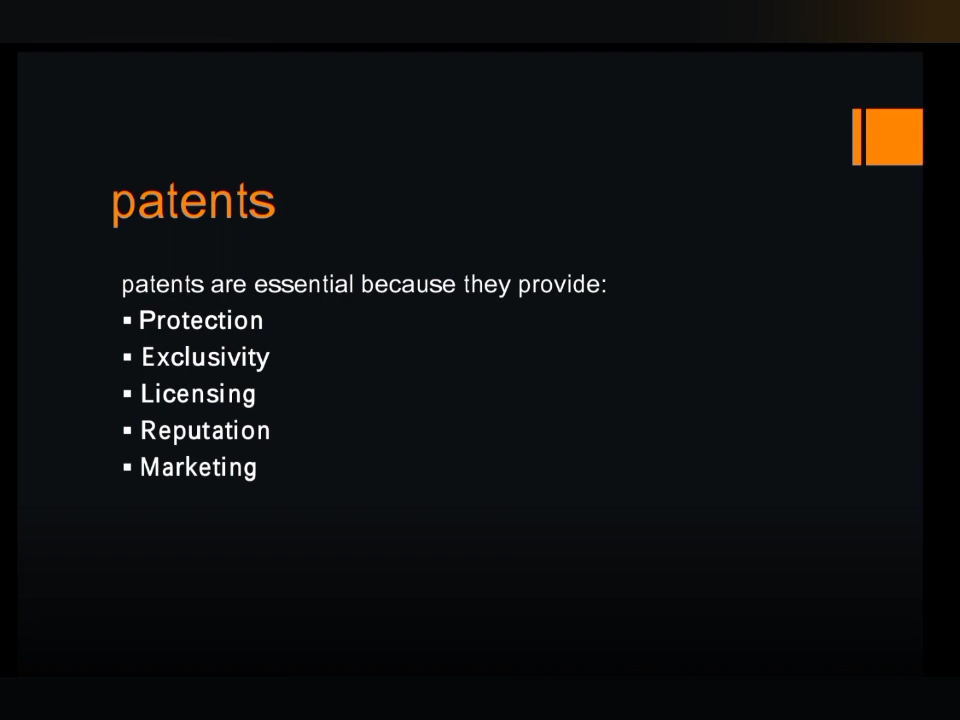 patents
patents are essential because they provide:
▪ Protection
▪ Exclusivity
▪ Licensing
▪ Reputation
▪ Marketing